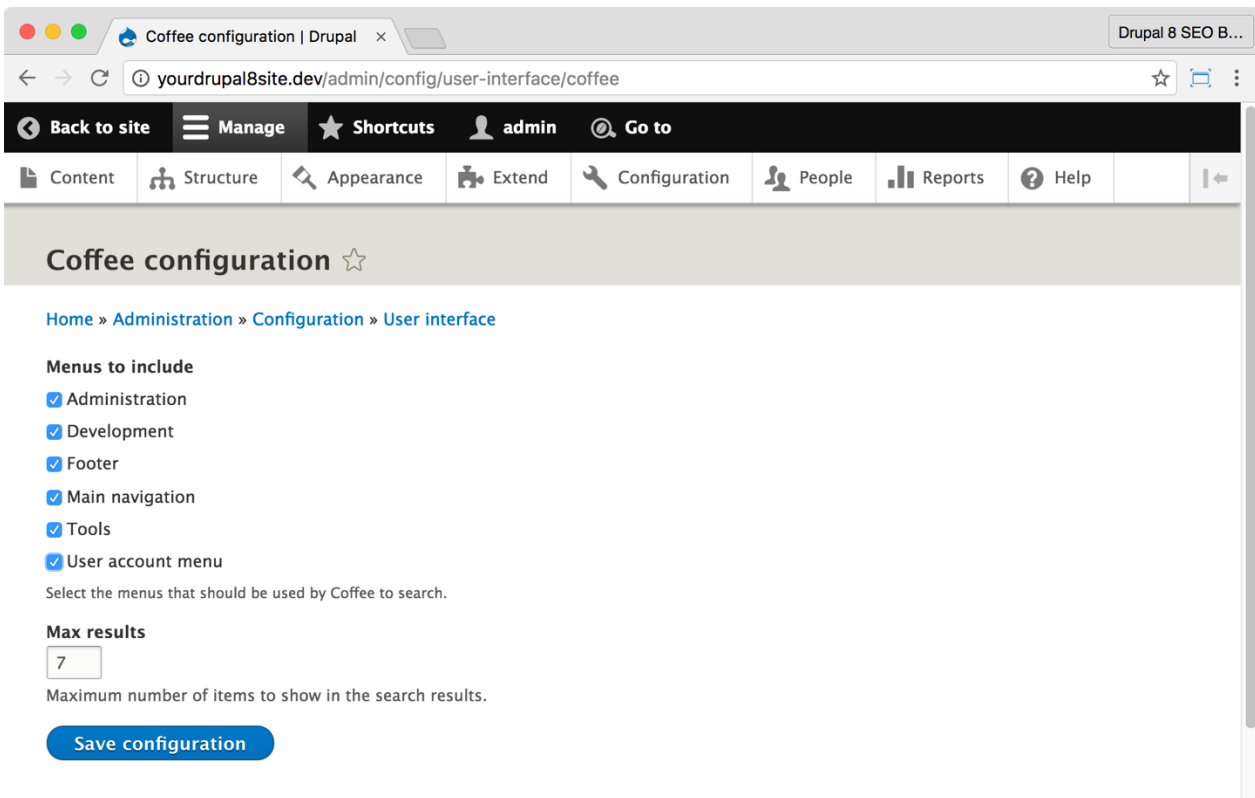 Coffee configuration | Drupal
Drupal 8 SEO B...
yourdrupal8site.dev/admin/config/user-interface/coffee
Back to site Manage Shortcuts admin Go to
Content Structure Appearance Extend Configuration People Reports Help
Coffee configuration
Home » Administration » Configuration » User interface
Menus to include
Administration
Development
Footer
Main navigation
Tools
User account menu
Select the menus that should be used by Coffee to search.
Max results
7
Maximum number of items to show in the search results.
Save configuration